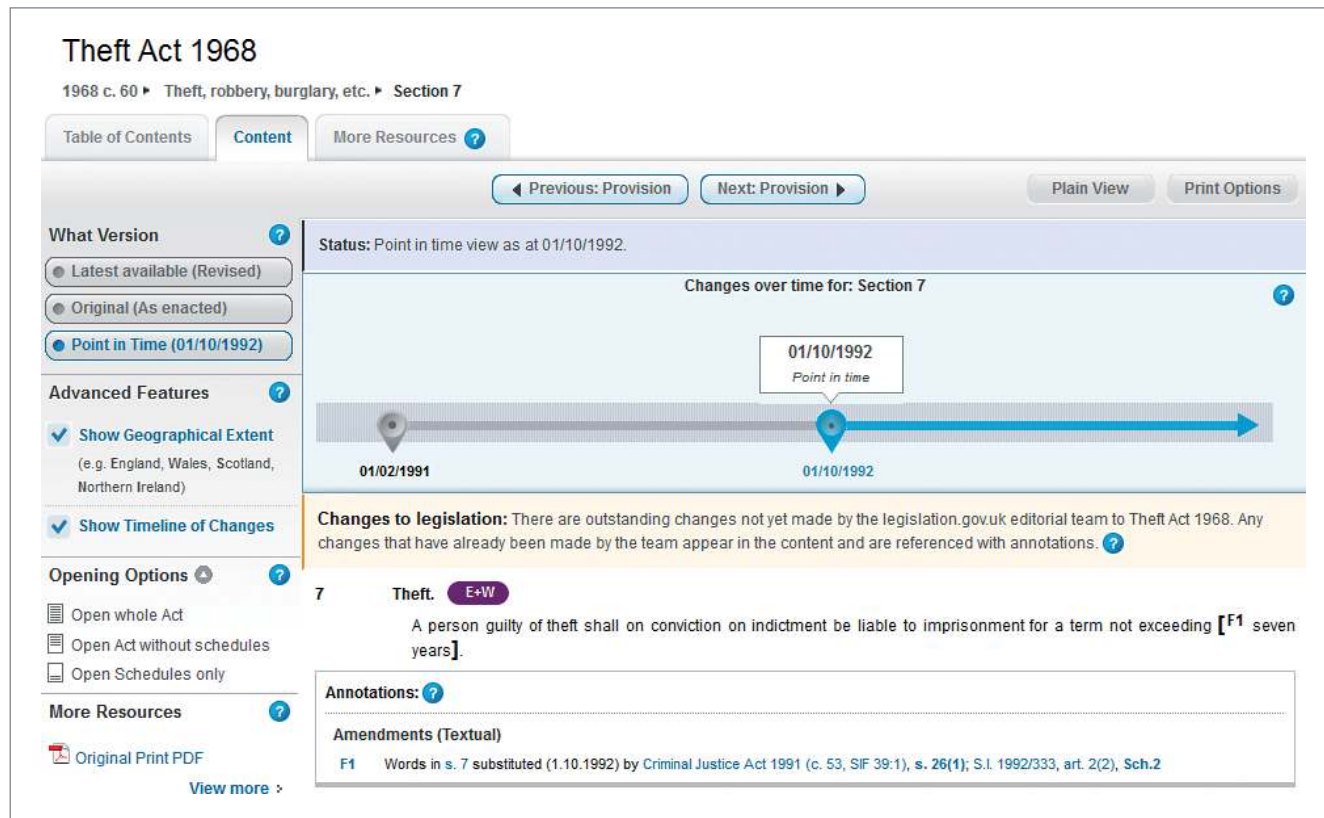 Theft Act 1968
1968 c. 60 ▸ Theft, robbery, burglary, etc. ▸ Section 7
Table of Contents
Content
More Resources ?
Previous: Provision
Next: Provision
Plain View
Print Options
What Version ?
Latest available (Revised)
Original (As enacted)
Point in Time (01/10/1992)
Advanced Features ?
Show Geographical Extent
(e.g. England, Wales, Scotland,
Northern Ireland)
Show Timeline of Changes
Opening Options ?
Open whole Act
Open Act without schedules
Open Schedules only
More Resources ?
Original Print PDF
View more
Status: Point in time view as at 01/10/1992.
Changes over time for: Section 7
?
01/10/1992
Point in time
01/02/1991
01/10/1992
Changes to legislation: There are outstanding changes not yet made by the legislation.gov.uk editorial team to Theft Act 1968. Any
changes that have already been made by the team appear in the content and are referenced with annotations. ?
7 Theft. E+W
A person guilty of theft shall on conviction on indictment be liable to imprisonment for a term not exceeding [F1 seven
years].
Annotations: ?
Amendments (Textual)
F1 Words in s. 7 substituted (1.10.1992) by Criminal Justice Act 1991 (c. 53, SIF 39:1), s. 26(1); S.I. 1992/333, art. 2(2), Sch.2